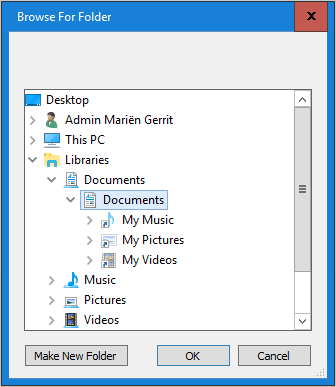 Browse For Folder
Desktop
Admin Mariën Gerrit
This PC
Libraries
Documents
Documents
My Music
My Pictures
My Videos
Music
Pictures
Videos
Make New Folder
OK
Cancel